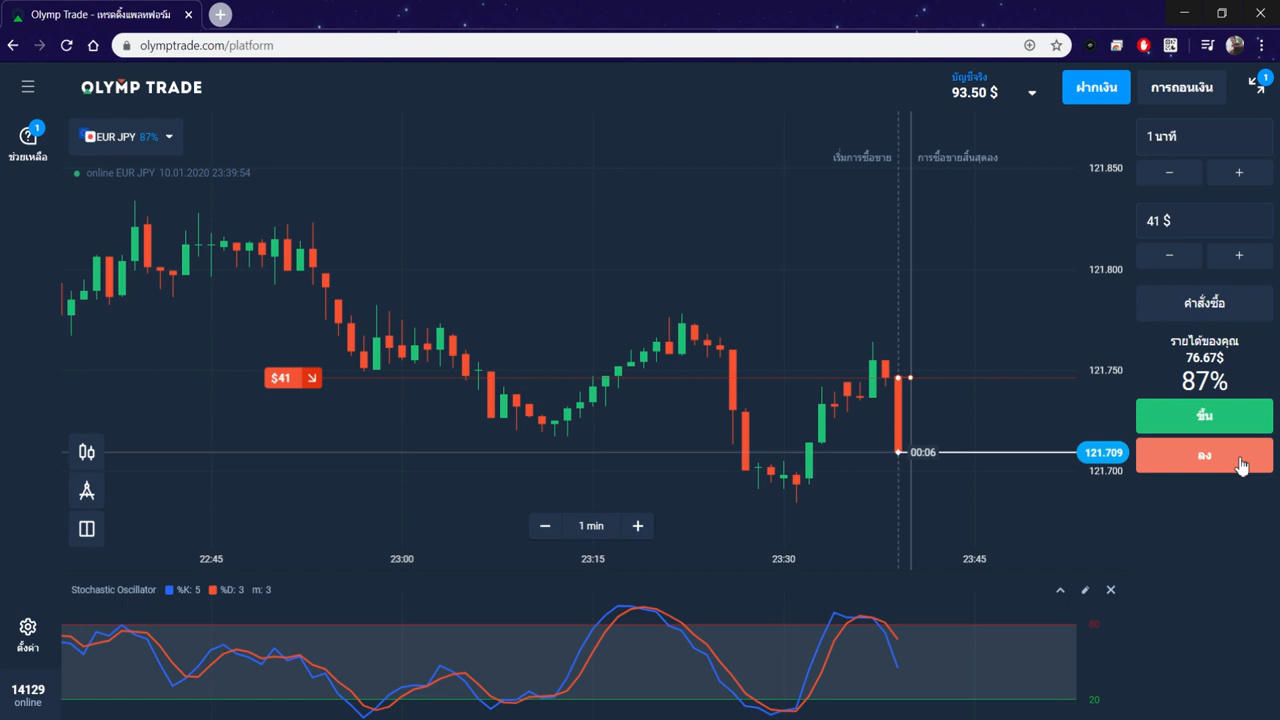 Olymp Trade - เทรดดิ้งแพลทฟอร์ม
olymptrade.com/platform
OLYMP TRADE
บัญชีจริง
93.50 $
ฝากเงิน
การถอนเงิน
1
1
ช่วยเหลือ
EUR JPY 87%
online EUR JPY 10.01.2020 23:39:54
เริ่มการซื้อขาย
การซื้อขายสิ้นสุดลง
121.850
121.800
121.750
121.709
121.700
$41
00:06
1 นาที
− +
41 $
− +
คำสั่งซื้อ
รายได้ของคุณ
76.67$
87%
ขึ้น
ลง
− 1 min +
22:45 23:00 23:15 23:30 23:45
Stochastic Oscillator %K: 5 %D: 3 m: 3
80
20
ตั้งค่า
14129
online